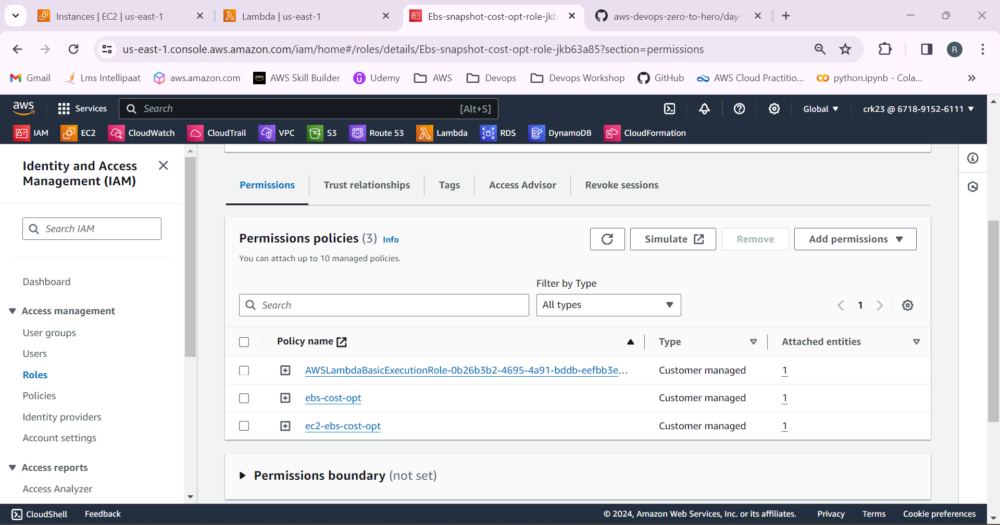 Instances | EC2 | us-east-1
Lambda | us-east-1
Ebs-snapshot-cost-opt-role-jkb
aws-devops-zero-to-hero/day-
us-east-1.console.aws.amazon.com/iam/home#/roles/details/Ebs-snapshot-cost-opt-role-jkb63a85?section=permissions
R
Gmail
Lms Intellipaat
aws.amazon.com
aws
AWS Skill Builder
Udemy
AWS
Devops
Devops Workshop
GitHub
AWS Cloud Practitio...
python.ipynb - Cola...
aws
Services
Search
[Alt+S]
Global
crk23 @ 6718-9152-6111
IAM
EC2
CloudWatch
CloudTrail
VPC
S3
53
Route 53
Lambda
RDS
DynamoDB
CloudFormation
Identity and Access
Management (IAM)
Search IAM
Dashboard
Access management
User groups
Users
Roles
Policies
Identity providers
Account settings
Access reports
Access Analyzer
Permissions
Trust relationships
Tags
Access Advisor
Revoke sessions
Permissions policies (3) Info
You can attach up to 10 managed policies.
Simulate
Remove
Add permissions
Filter by Type
Search
All types
1
Policy name
Type
Attached entities
AWSLambdaBasicExecutionRole-0b26b3b2-4695-4a91-bddb-eefbb3e...
Customer managed
1
ebs-cost-opt
Customer managed
1
ec2-ebs-cost-opt
Customer managed
1
Permissions boundary (not set)
CloudShell
Feedback
© 2024, Amazon Web Services, Inc. or its affiliates.
Privacy
Terms
Cookie preferences